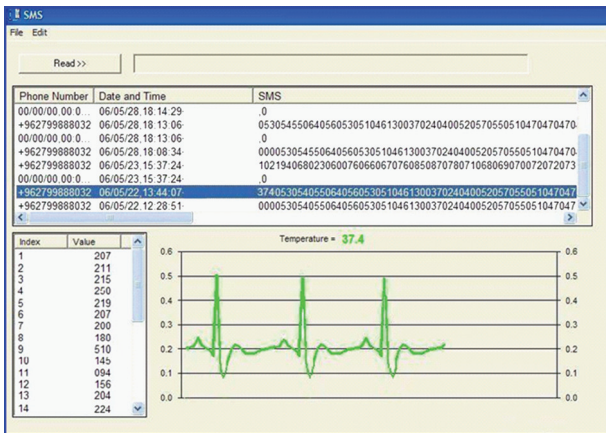 SMS
File Edit
Read >>
Phone Number Date and Time SMS
00/00/00,00:0... 06/05/28,18:14:29· ,0
+962799888032 06/05/28,18:13:06· 053054550640560530510461300370240400520570550510470470470·
00/00/00,00:0... 06/05/28,18:13:06· ,0
+962799888032 06/05/28,18:08:34·
+962799888032 06/05/23,15:37:24·
00/00/00,00:0... 06/05/23,15:37:24· ,0
+962799888032 06/05/22,13:44:07·
+962799888032 06/05/22,12:28:51·
Index Value
1 207
2 211
3 215
4 250
5 219
6 207
7 200
8 180
9 510
10 145
11 094
12 156
13 204
14 224
Temperature = 37.4
0.6 0.6
0.5 0.5
0.4 0.4
0.3 0.3
0.2 0.2
0.1 0.1
0.0 0.0